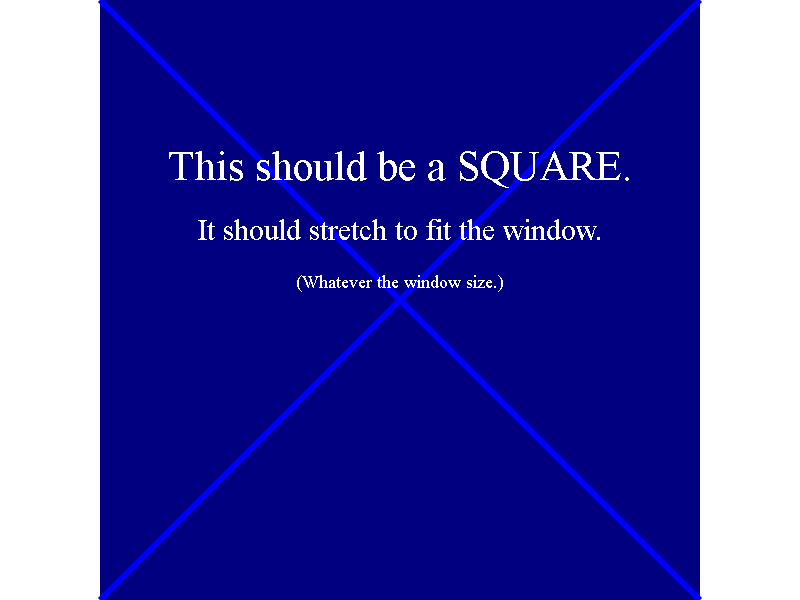 This should be a SQUARE.
It should stretch to fit the window.
(Whatever the window size.)